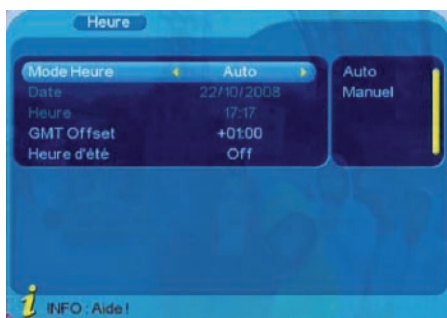 Heure
Mode Heure Auto
Date 22/10/2008
Heure 17:17
GMT Offset +01:00
Heure d'été Off
Auto
Manuel
INFO : Aide !